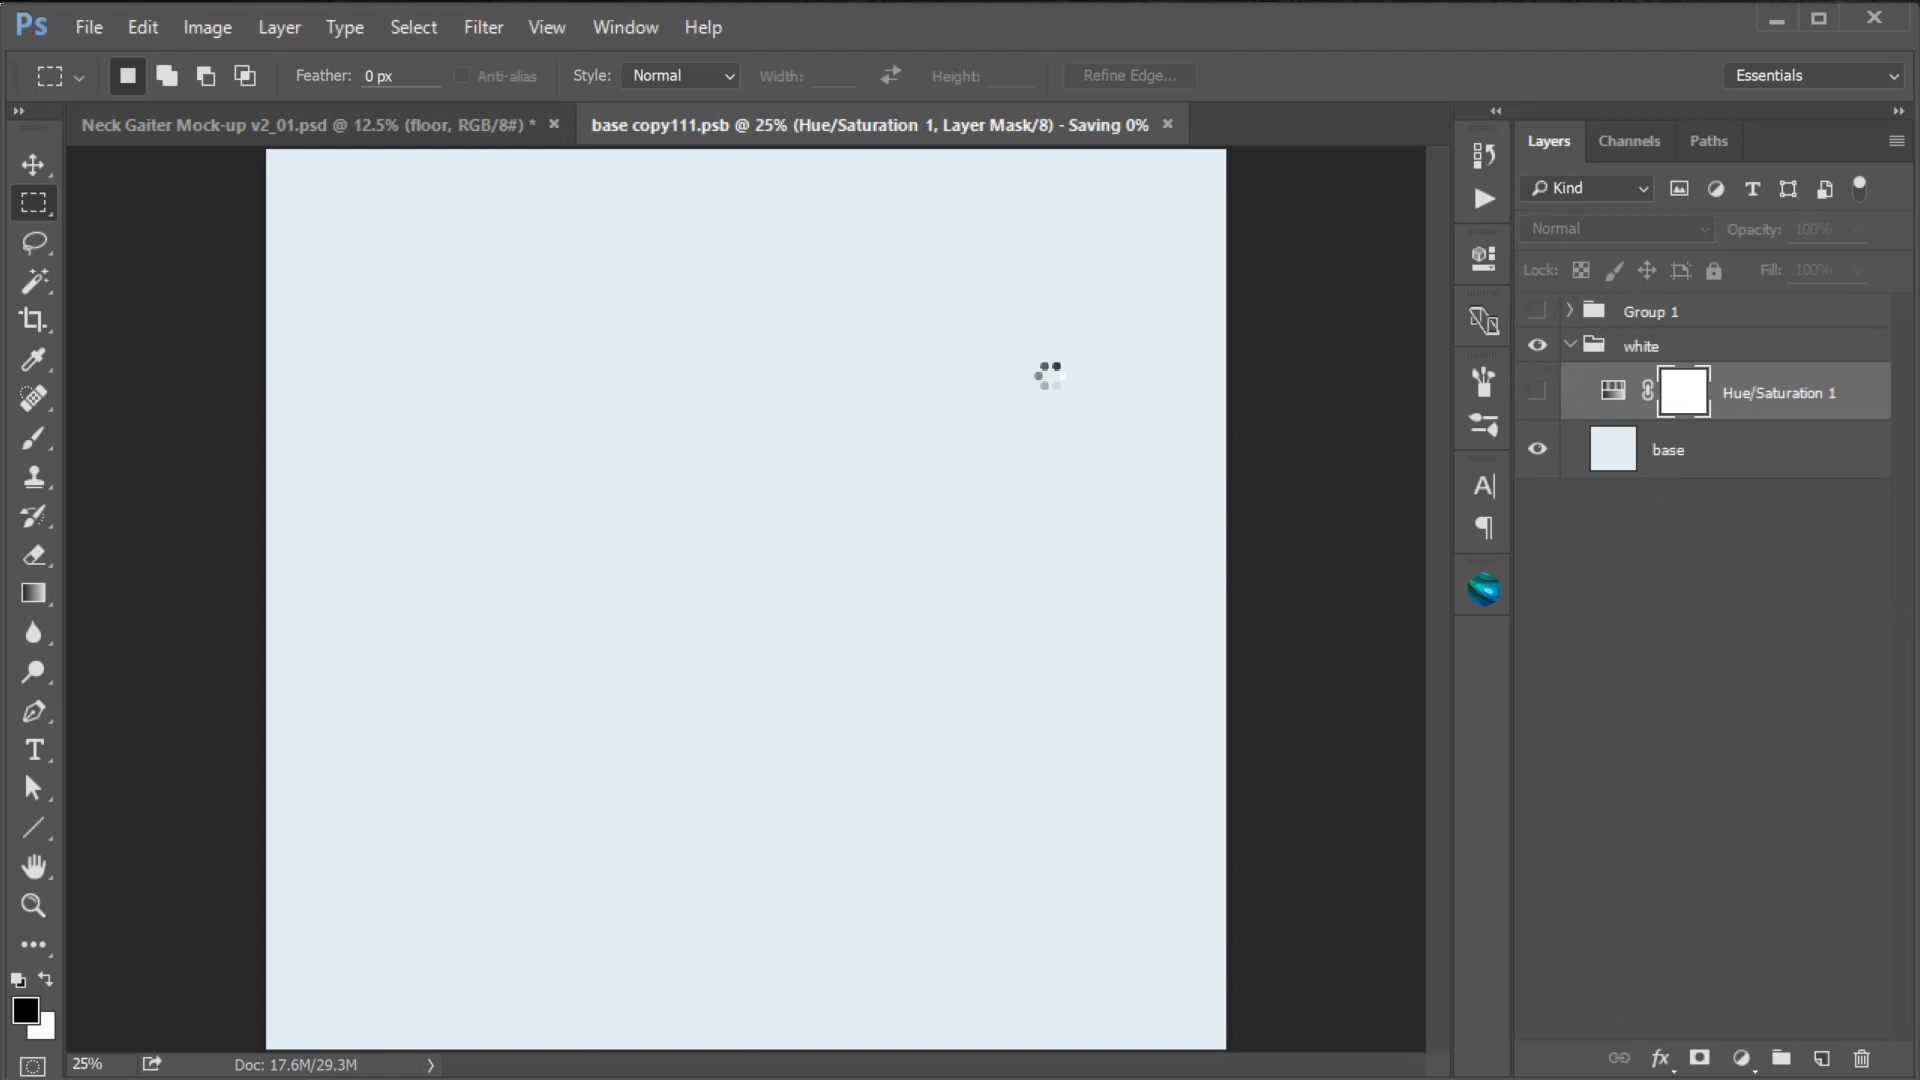 Ps File Edit Image Layer Type Select Filter View Window Help
Feather: 0 px Anti-alias Style: Normal Width: Height: Refine Edge... Essentials
Neck Gaiter Mock-up v2_01.psd @ 12.5% (floor, RGB/8#) * base copy111.psb @ 25% (Hue/Saturation 1, Layer Mask/8) - Saving 0%
Layers Channels Paths
Kind
Normal Opacity: 100%
Lock: Fill: 100%
Group 1
white
Hue/Saturation 1
base
25% Doc: 17.6M/29.3M